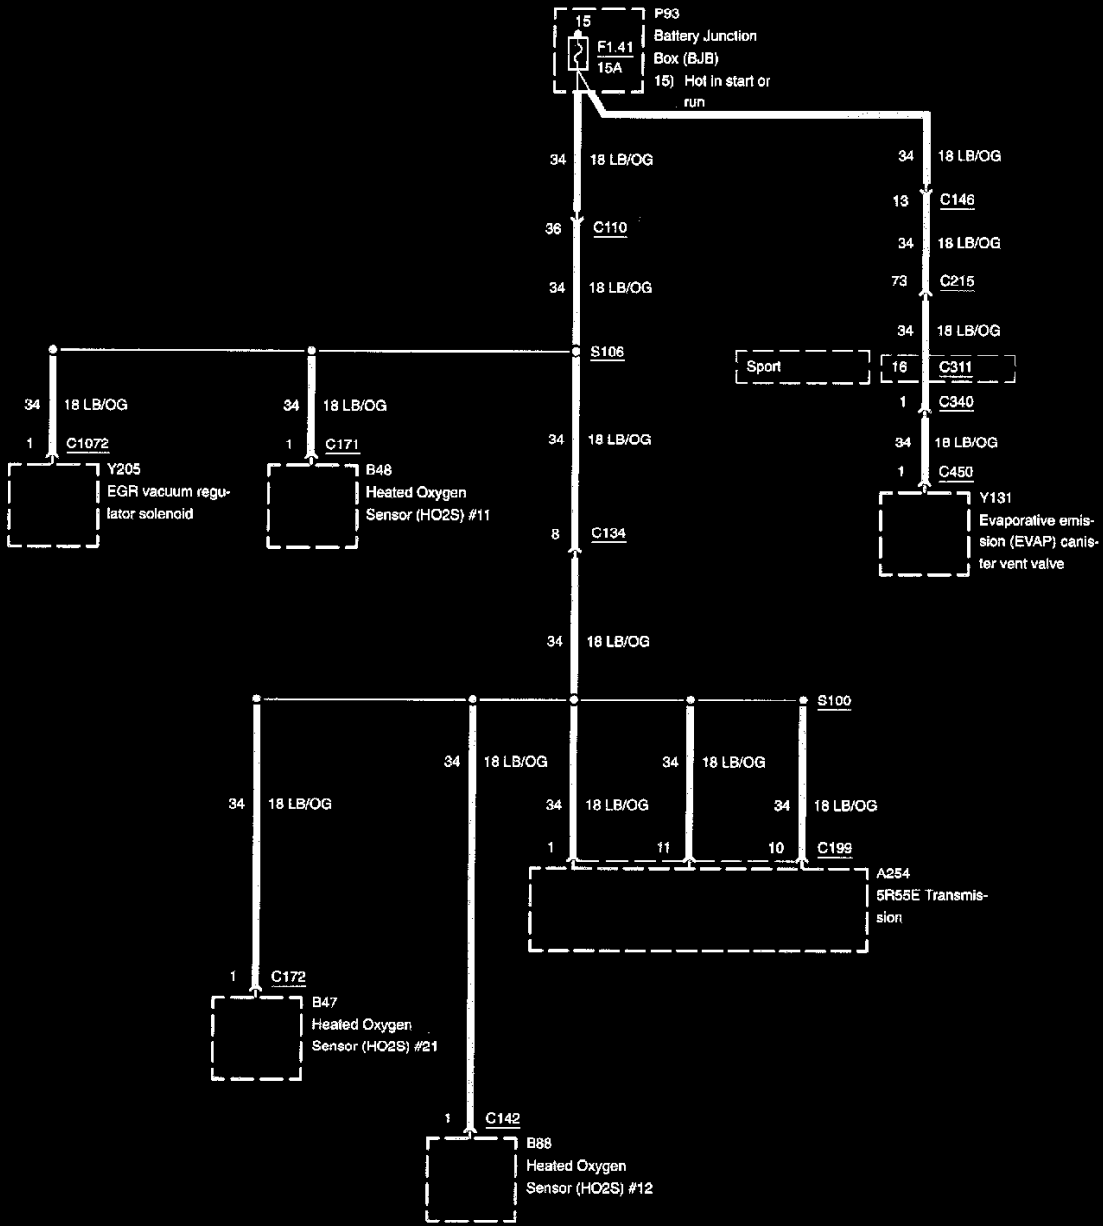 15
F1.41
15A
P93
Battery Junction
Box (BJB)
15) Hot in start or
run
34 18 LB/OG
34 18 LB/OG
13 C146
36 C110
34 18 LB/OG
73 C215
34 18 LB/OG
34 18 LB/OG
S106
Sport
16 C311
1 C340
34 18 LB/OG
34 18 LB/OG
34 18 LB/OG
34 18 LB/OG
1 C1072
1 C171
1 C450
Y205
EGR vacuum regu-
lator solenoid
B48
Heated Oxygen
Sensor (HO2S) #11
Y131
Evaporative emis-
sion (EVAP) canis-
ter vent valve
8 C134
34 18 LB/OG
S100
34 18 LB/OG
34 18 LB/OG
34 18 LB/OG
34 18 LB/OG
34 18 LB/OG
1
11
10 C199
A254
5R55E Transmis-
sion
1 C172
B47
Heated Oxygen
Sensor (HO2S) #21
1 C142
B88
Heated Oxygen
Sensor (HO2S) #12